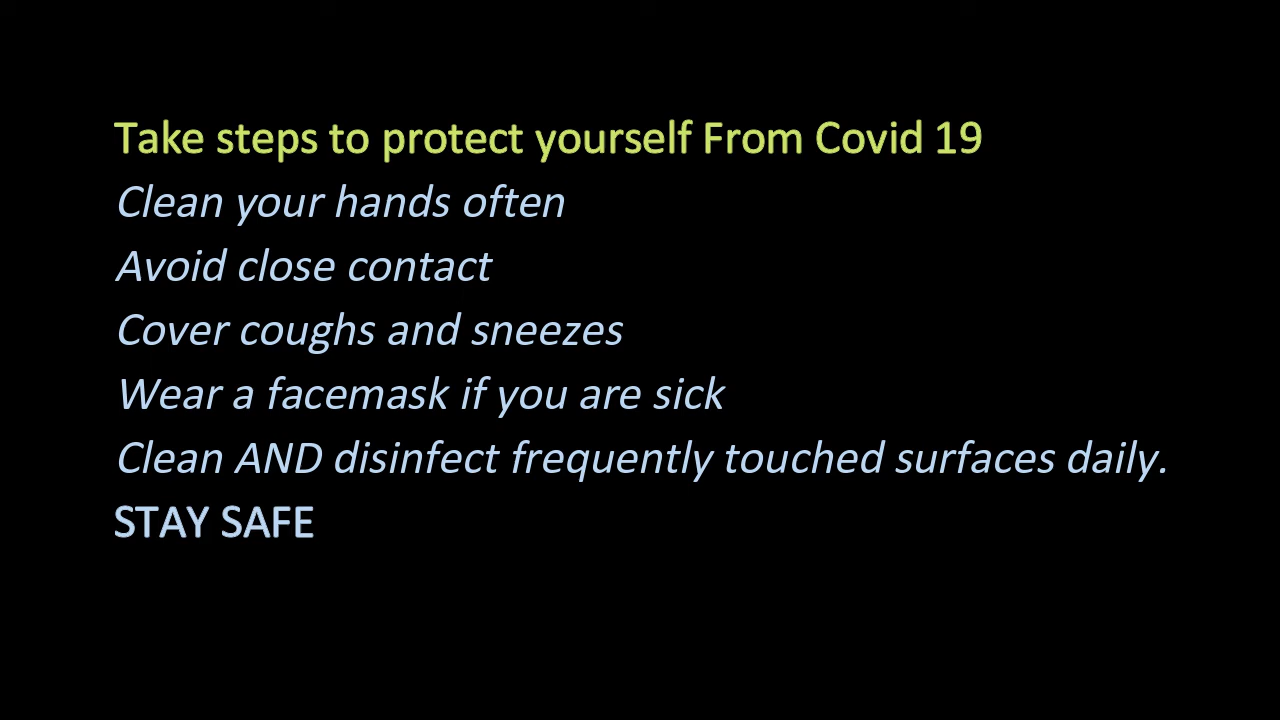 Take steps to protect yourself From Covid 19
Clean your hands often
Avoid close contact
Cover coughs and sneezes
Wear a facemask if you are sick
Clean AND disinfect frequently touched surfaces daily.
STAY SAFE